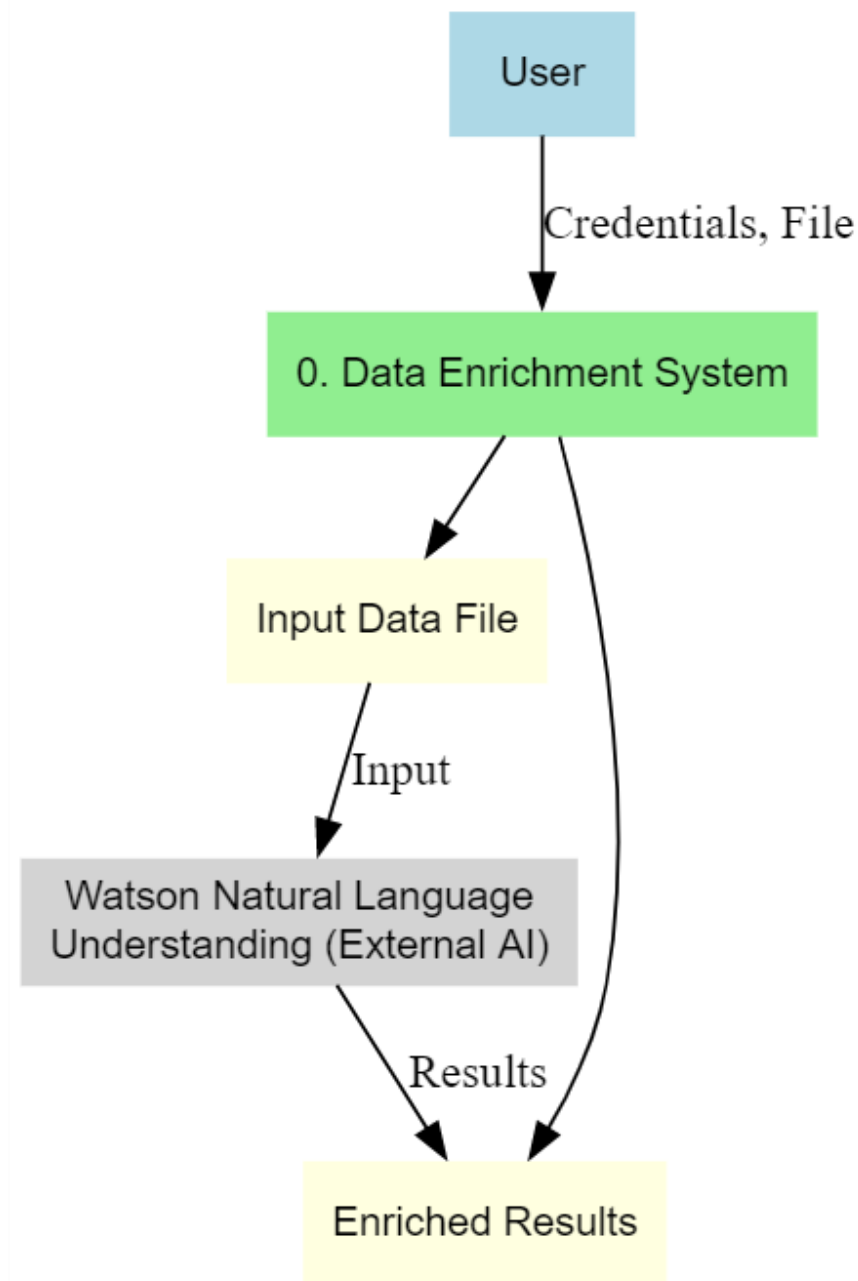 User
Credentials, File
0. Data Enrichment System
Input Data File
Input
Watson Natural Language
Understanding (External AI)
Results
Enriched Results